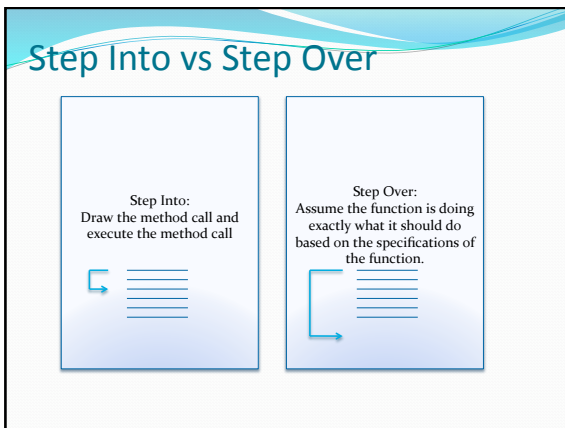 Step Into vs Step Over
Step Into:
Draw the method call and
execute the method call
Step Over:
Assume the function is doing
exactly what it should do
based on the specifications of
the function.